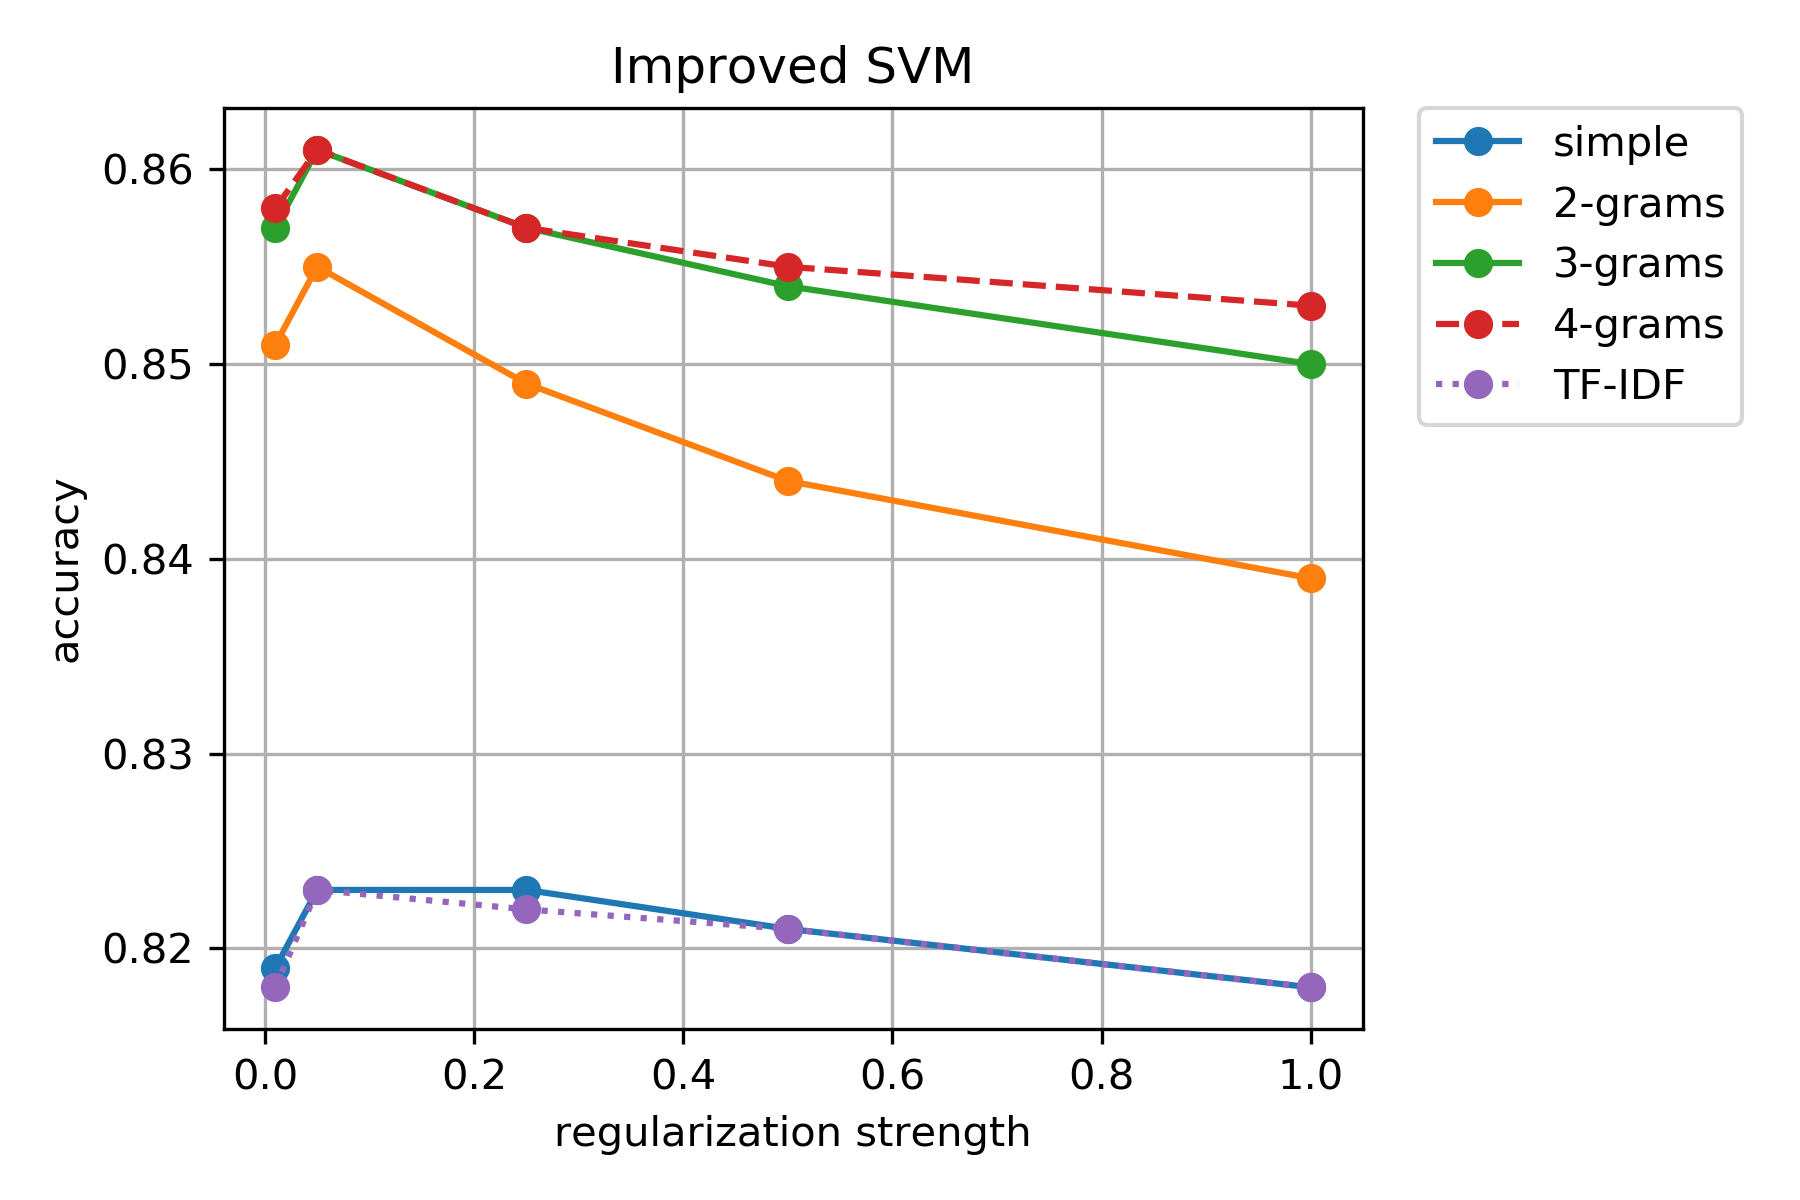 Improved SVM
simple
2-grams
3-grams
4-grams
TF-IDF
accuracy
0.86
0.85
0.84
0.83
0.82
0.0 0.2 0.4 0.6 0.8 1.0
regularization strength